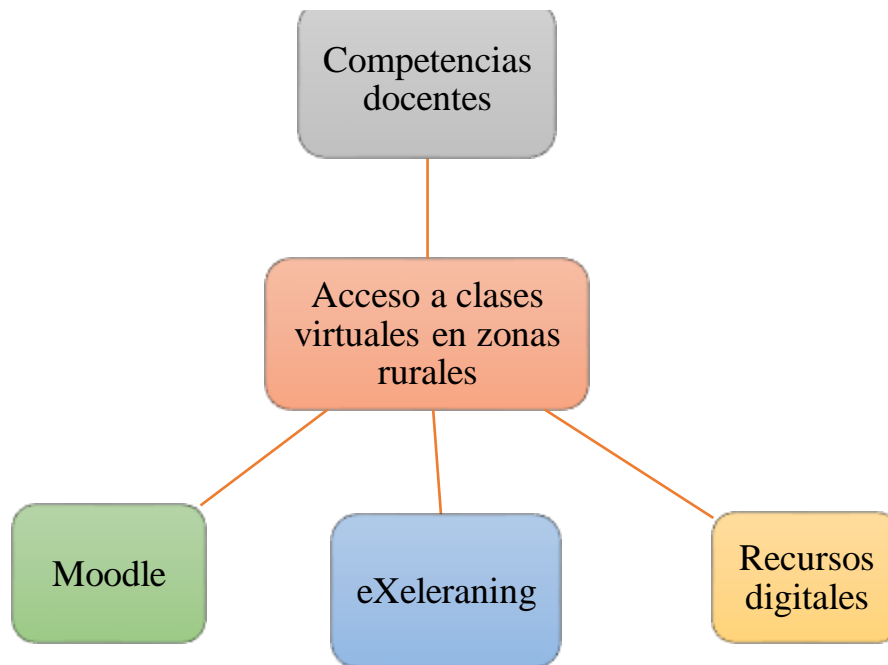 Competencias
docentes
Acceso a clases
virtuales en zonas
rurales
Moodle
eXeleraning
Recursos
digitales